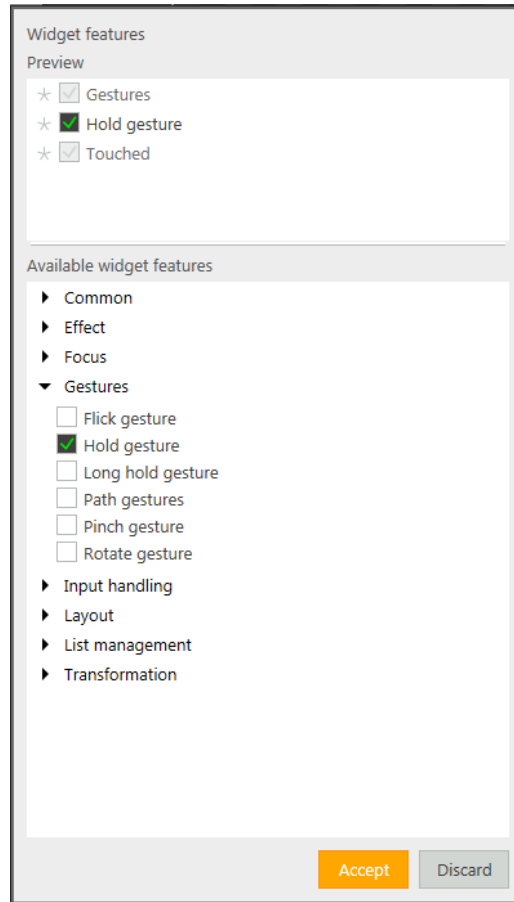 Widget features
Preview
Gestures
Hold gesture
Touched
Available widget features
Common
Effect
Focus
Gestures
Flick gesture
Hold gesture
Long hold gesture
Path gestures
Pinch gesture
Rotate gesture
Input handling
Layout
List management
Transformation
Accept Discard